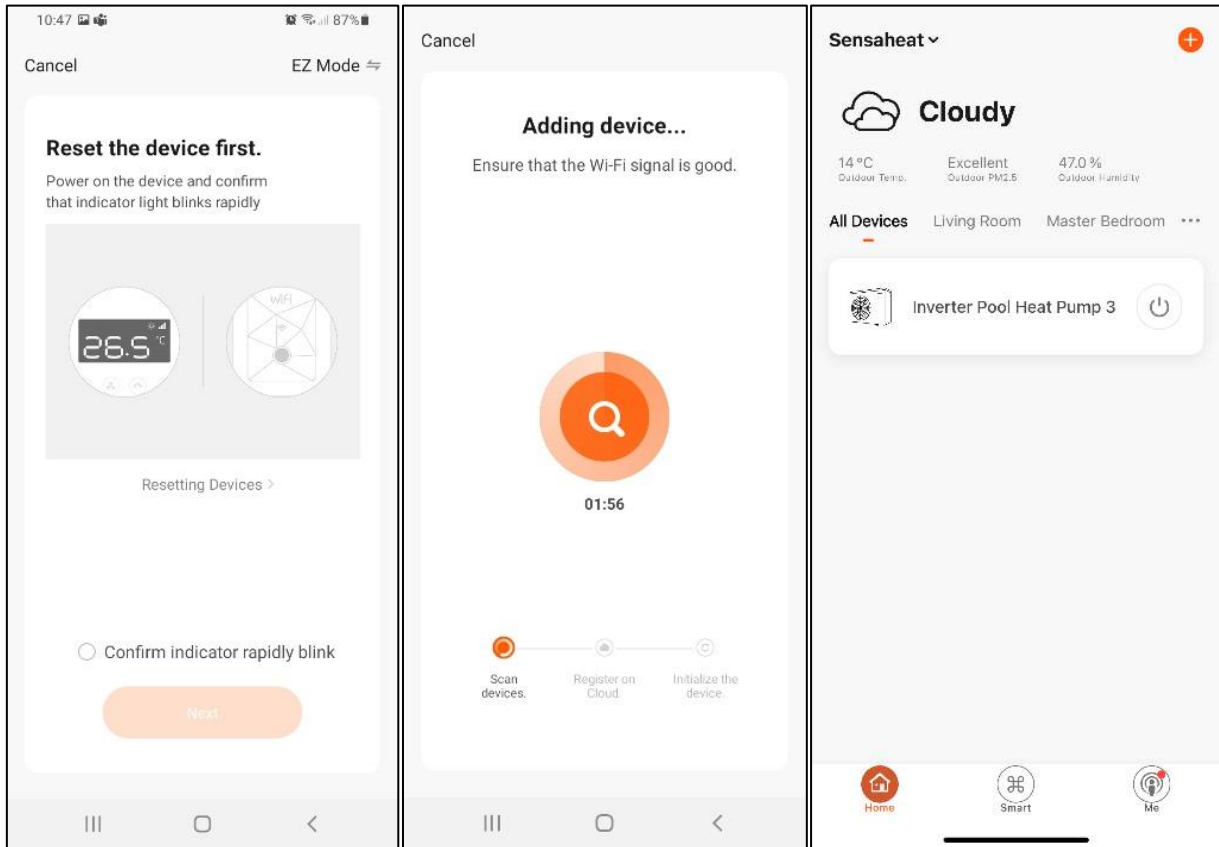 10:47 87%
Cancel EZ Mode
Reset the device first.
Power on the device and confirm
that indicator light blinks rapidly
26.5 °C
WiFi
Resetting Devices >
Confirm indicator rapidly blink
Next
Cancel
Adding device...
Ensure that the Wi-Fi signal is good.
01:56
Scan
devices.
Register on
Cloud.
Initialize the
device.
Sensaheat
Cloudy
14 °C Excellent 47.0 %
Outdoor Temp. Outdoor PM2.5 Outdoor Humidity
All Devices Living Room Master Bedroom ...
Inverter Pool Heat Pump 3
Home Smart Me